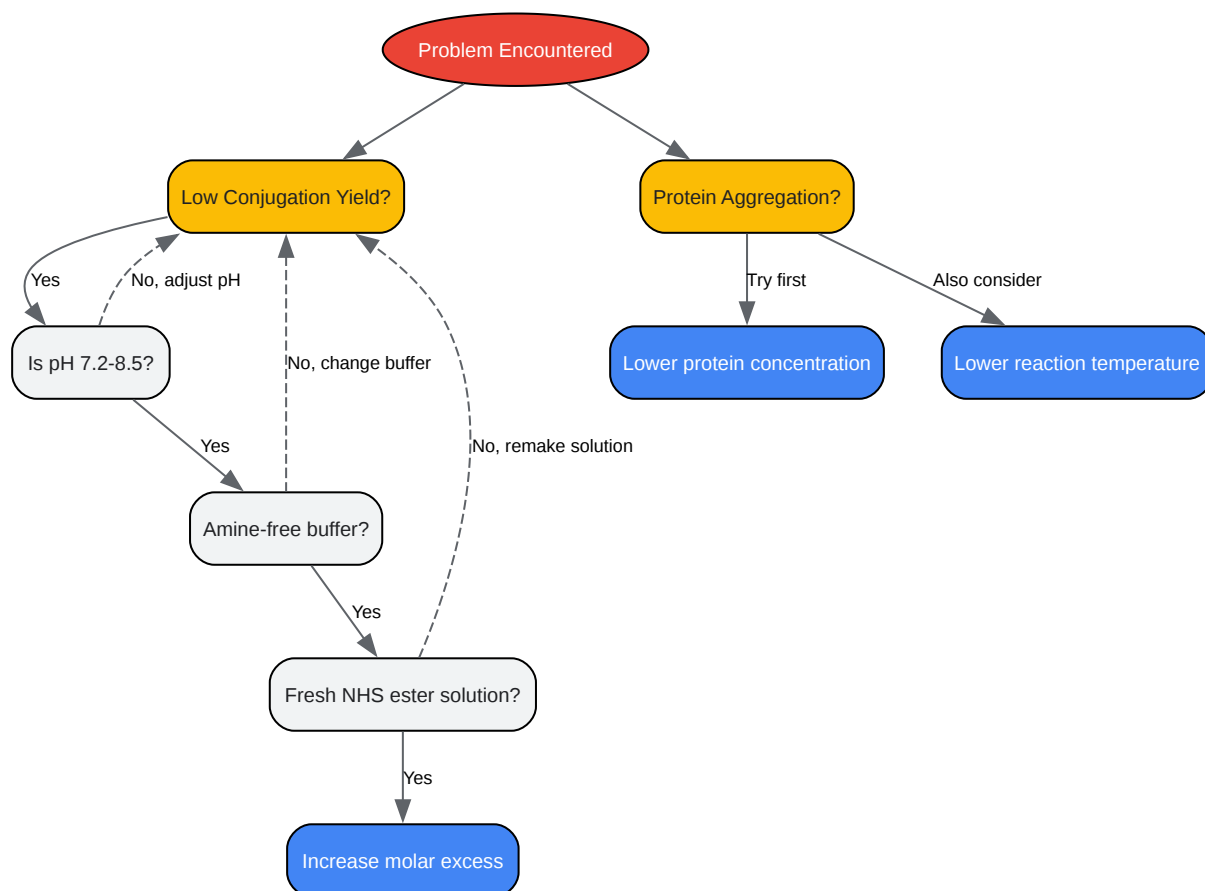 Problem Encountered
Low Conjugation Yield?
Protein Aggregation?
Yes
No, adjust pH
Try first
Also consider
Is pH 7.2-8.5?
No, change buffer
Lower protein concentration
Lower reaction temperature
Yes
No, remake solution
Amine-free buffer?
Yes
Fresh NHS ester solution?
Yes
Increase molar excess